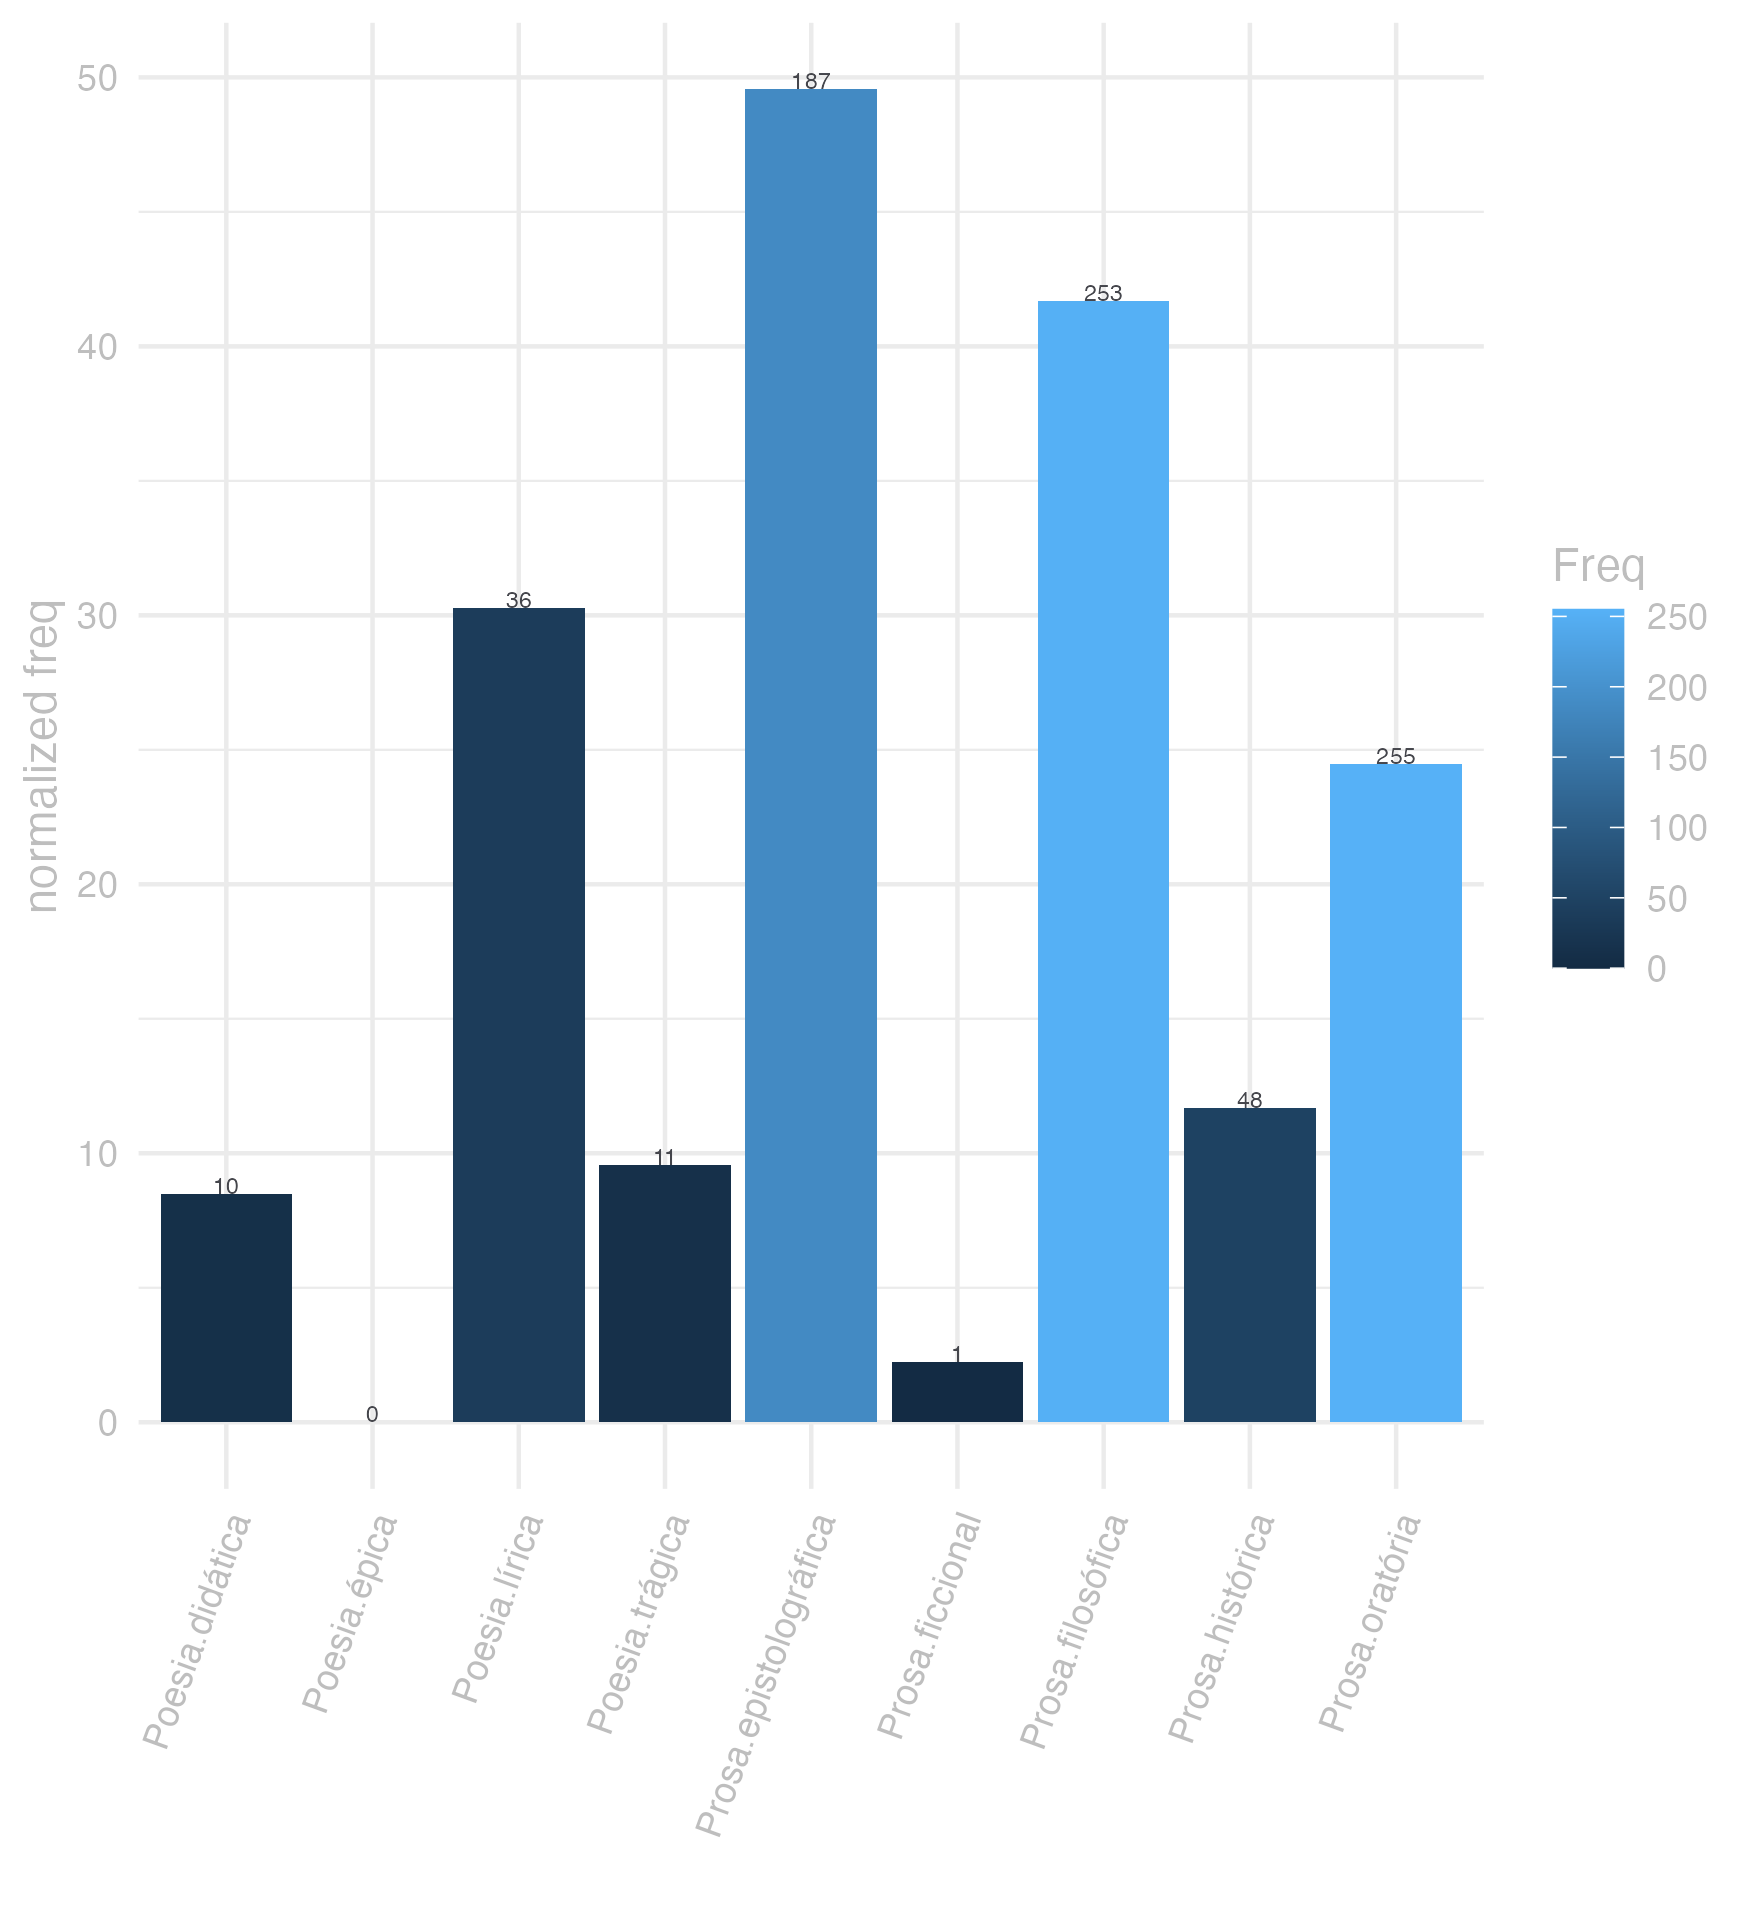 50
40
30
20
10
0
normalized freq
10
0
36
11
187
1
253
48
255
Poesia.didática
Poesia.épica
Poesia.lírica
Poesia.trágica
Prosa.epistolográfica
Prosa.ficcional
Prosa.filosófica
Prosa.histórica
Prosa.oratória
Freq
250
200
150
100
50
0